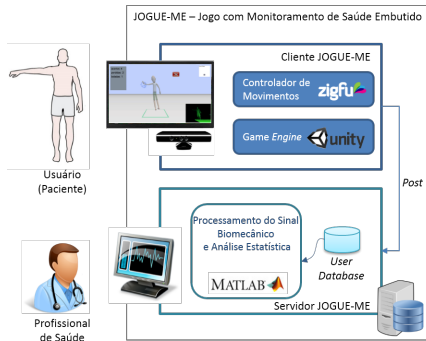 JOGUE-ME – Jogo com Monitoramento de Saúde Embutido
Cliente JOGUE-ME
Controlador de
Movimentos
zigfu
Game Engine
unity
Usuário
(Paciente)
Post
Processamento do Sinal
Biomecânico
e Análise Estatística
MATLAB
User
Database
Servidor JOGUE-ME
Profissional
de Saúde